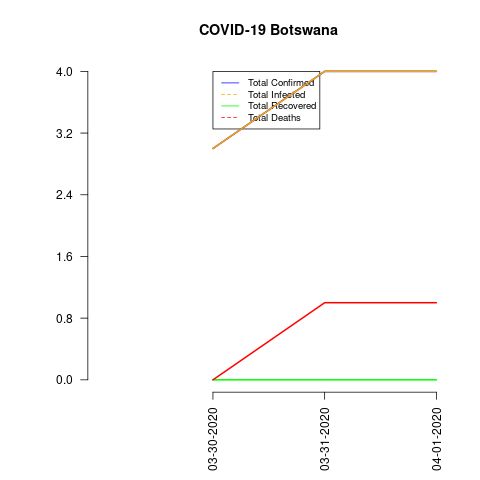 COVID-19 Botswana
4.0
3.2
2.4
1.6
0.8
0.0
Total Confirmed
Total Infected
Total Recovered
Total Deaths
03-30-2020
03-31-2020
04-01-2020